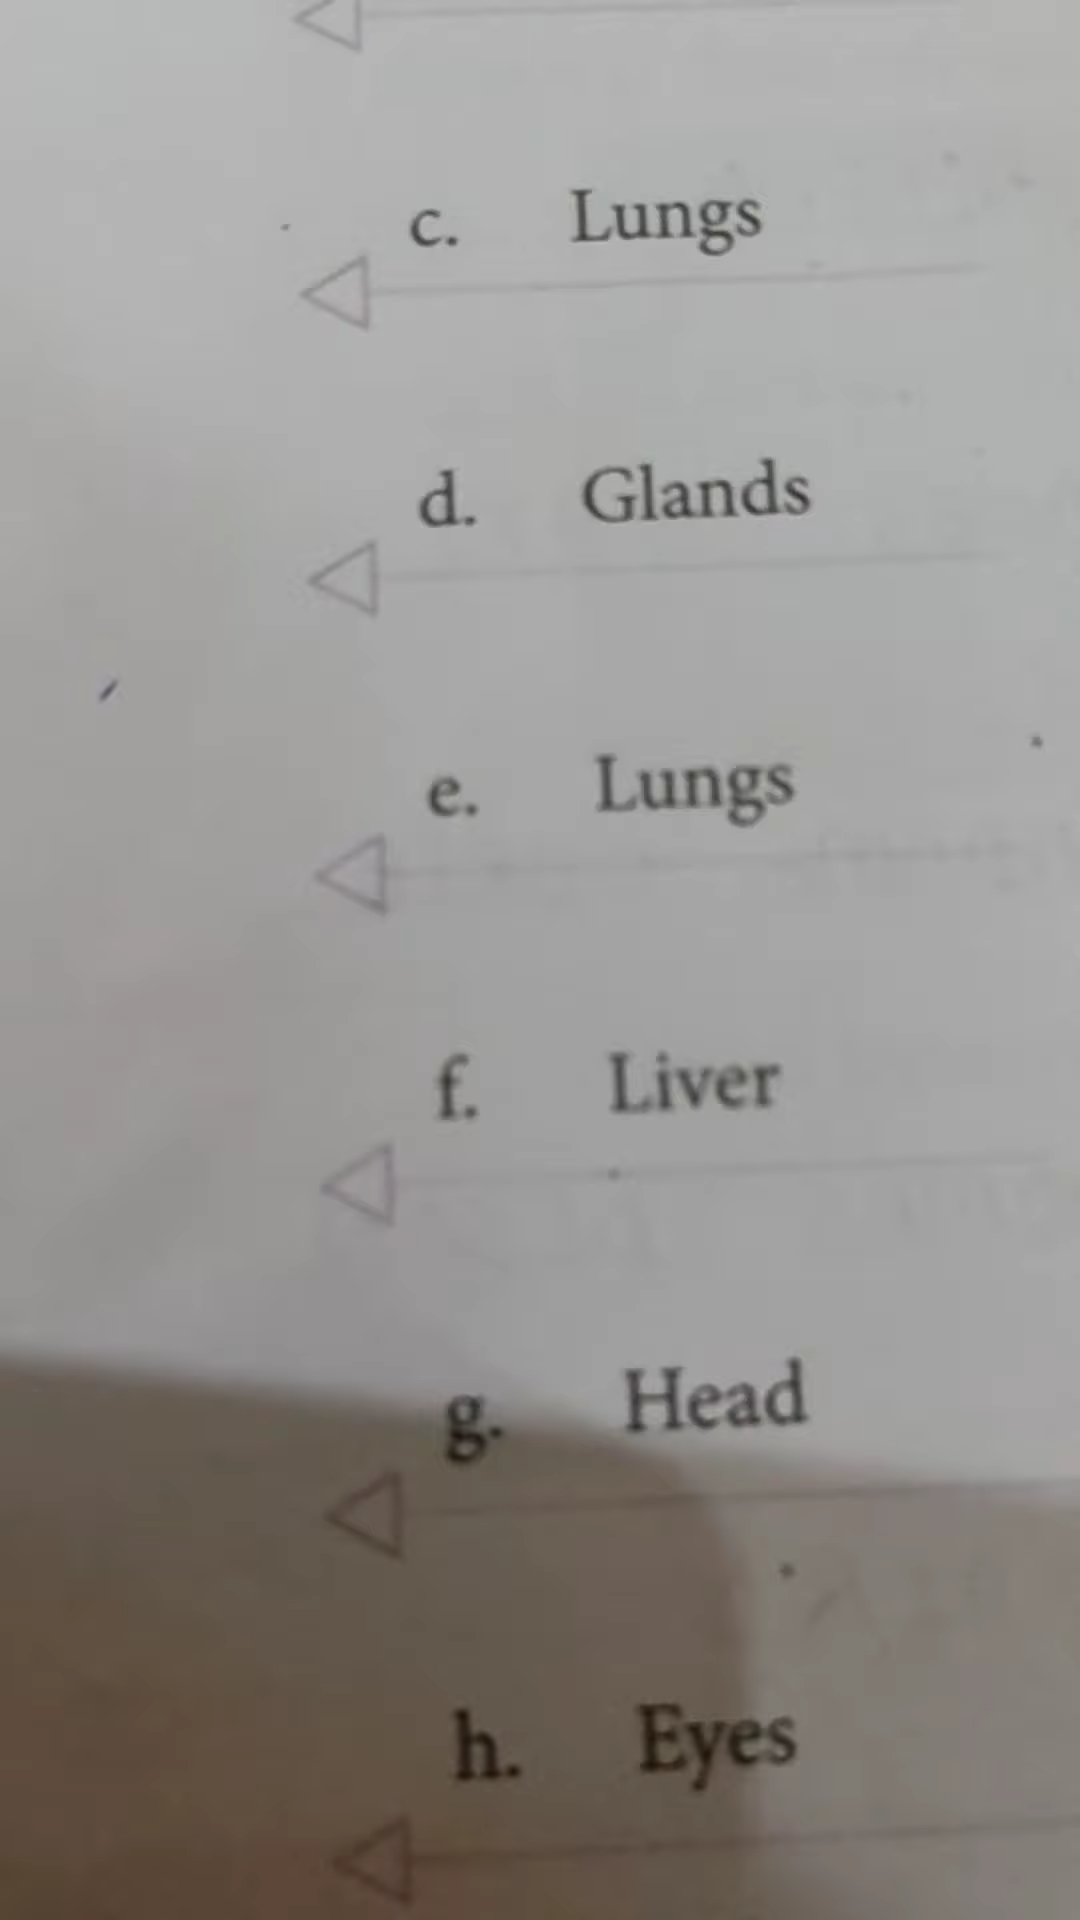 c. Lungs
d. Glands
e. Lungs
f. Liver
g. Head
h. Eyes